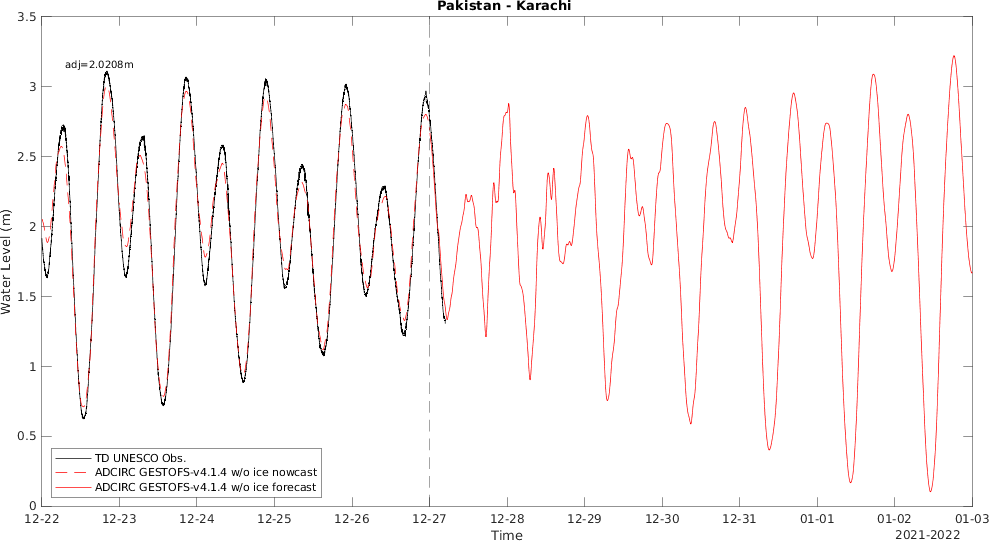 Pakistan - Karachi
adj=2.0208m
3.5
3
2.5
2
1.5
1
0.5
0
Water Level (m)
TD UNESCO Obs.
ADCIRC GESTOFS-v4.1.4 w/o ice nowcast
ADCIRC GESTOFS-v4.1.4 w/o ice forecast
12-22 12-23 12-24 12-25 12-26 12-27 12-28 12-29 12-30 12-31 01-01 01-02 01-03
Time
2021-2022